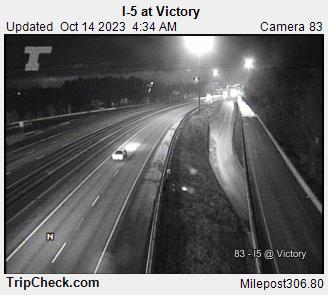 I-5 at Victory
Updated Oct 14 2023 4:34 AM Camera 83
T
N
83 - I5 @ Victory
TripCheck.com Milepost306.80